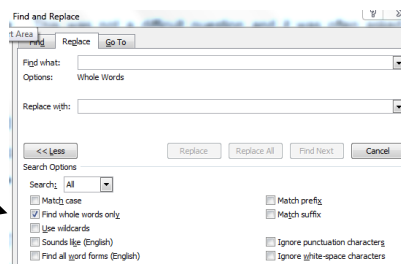 Find and Replace
t Area
Find Replace Go To
Find what:
Options: Whole Words
Replace with:
<< Less Replace Replace All Find Next Cancel
Search Options
Search: All
Match case Match prefix
Find whole words only Match suffix
Use wildcards
Sounds like (English) Ignore punctuation characters
Find all word forms (English) Ignore white-space characters